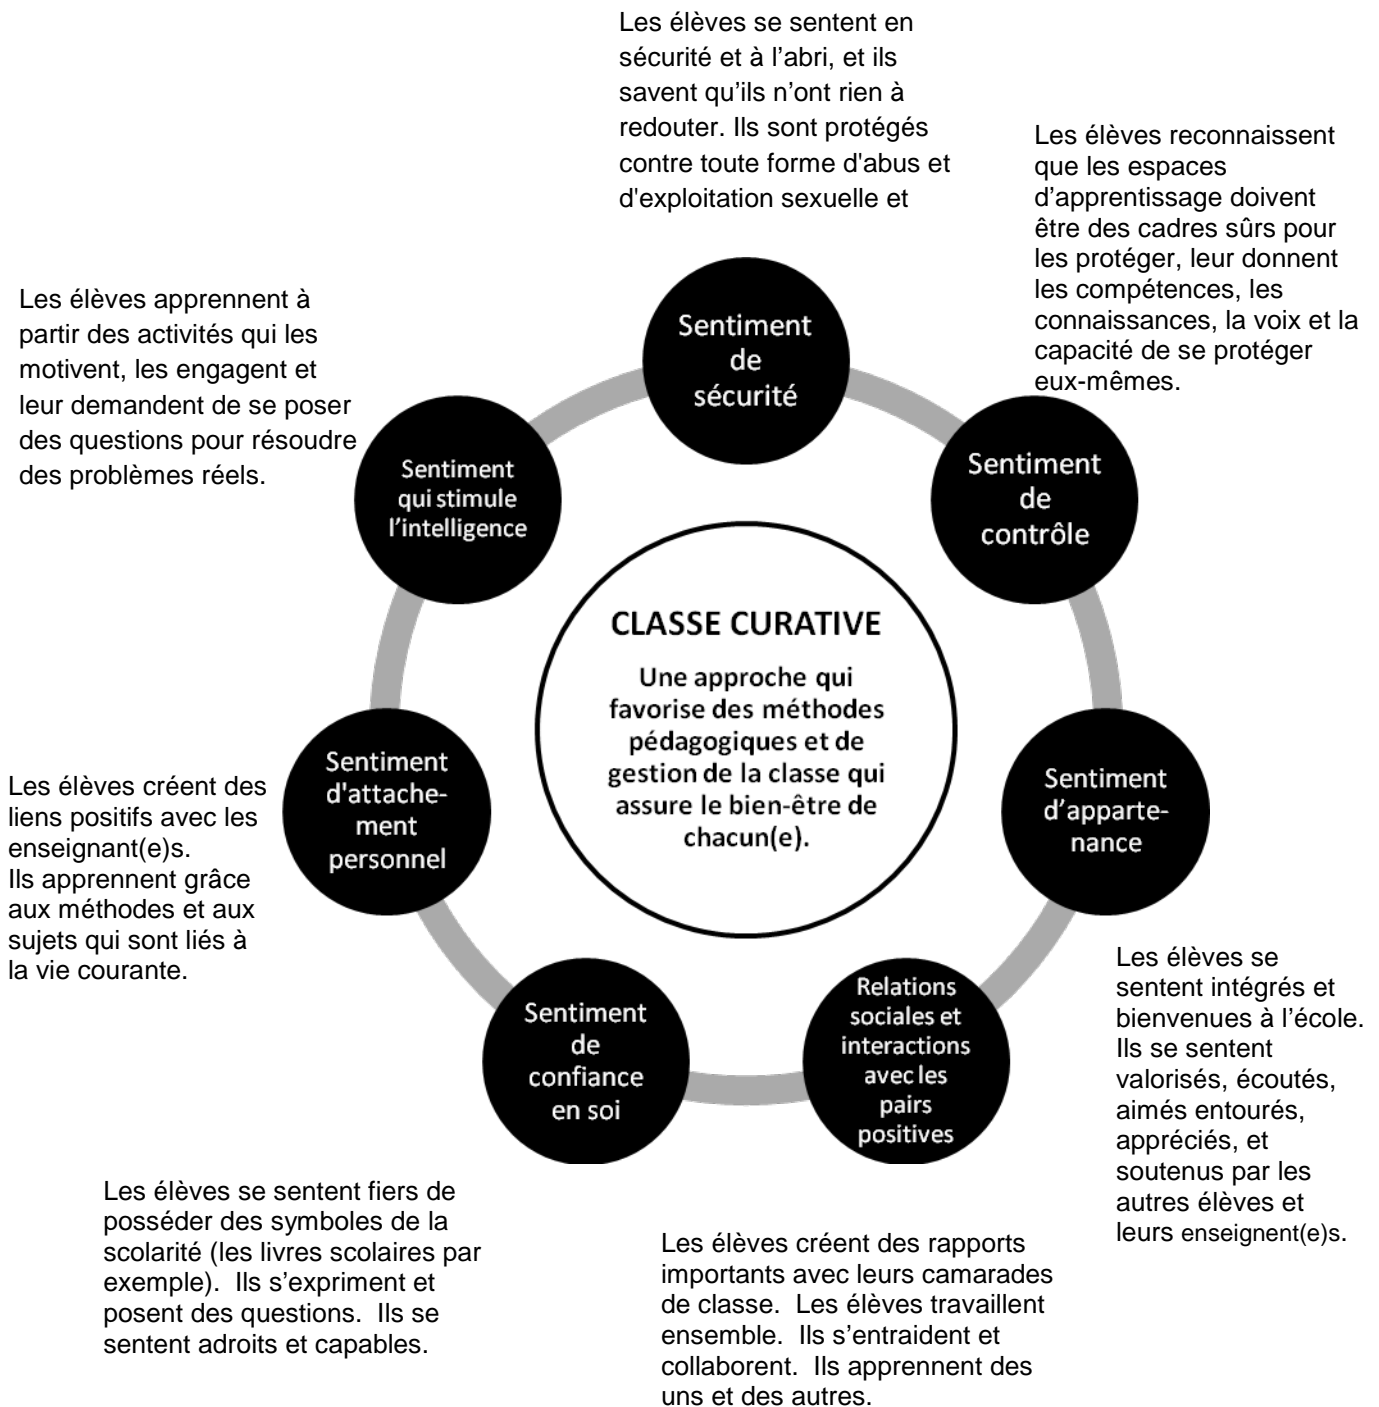 Les élèves se sentent en
sécurité et à l’abri, et ils
savent qu’ils n’ont rien à
redouter. Ils sont protégés
contre toute forme d'abus et
d'exploitation sexuelle et
Les élèves reconnaissent
que les espaces
d’apprentissage doivent
être des cadres sûrs pour
les protéger, leur donnent
les compétences, les
connaissances, la voix et la
capacité de se protéger
eux-mêmes.
Les élèves apprennent à
partir des activités qui les
motivent, les engagent et
leur demandent de se poser
des questions pour résoudre
des problèmes réels.
Sentiment
de
sécurité
Sentiment
de
contrôle
Sentiment
qui stimule
l’intelligence
CLASSE CURATIVE
Une approche qui
favorise des méthodes
pédagogiques et de
gestion de la classe qui
assure le bien-être de
chacun(e).
Sentiment
d'attache-
ment
personnel
Sentiment
d’apparte-
nance
Les élèves créent des
liens positifs avec les
enseignant(e)s.
Ils apprennent grâce
aux méthodes et aux
sujets qui sont liés à
la vie courante.
Sentiment
de
confiance
en soi
Relations
sociales et
interactions
avec les
pairs
positives
Les élèves se
sentent intégrés et
bienvenues à l’école.
Ils se sentent
valorisés, écoutés,
aimés entourés,
appréciés, et
soutenus par les
autres élèves et
leurs enseignent(e)s.
Les élèves se sentent fiers de
posséder des symboles de la
scolarité (les livres scolaires par
exemple).  Ils s’expriment et
posent des questions.  Ils se
sentent adroits et capables.
Les élèves créent des rapports
importants avec leurs camarades
de classe.  Les élèves travaillent
ensemble.  Ils s’entraident et
collaborent.  Ils apprennent des
uns et des autres.